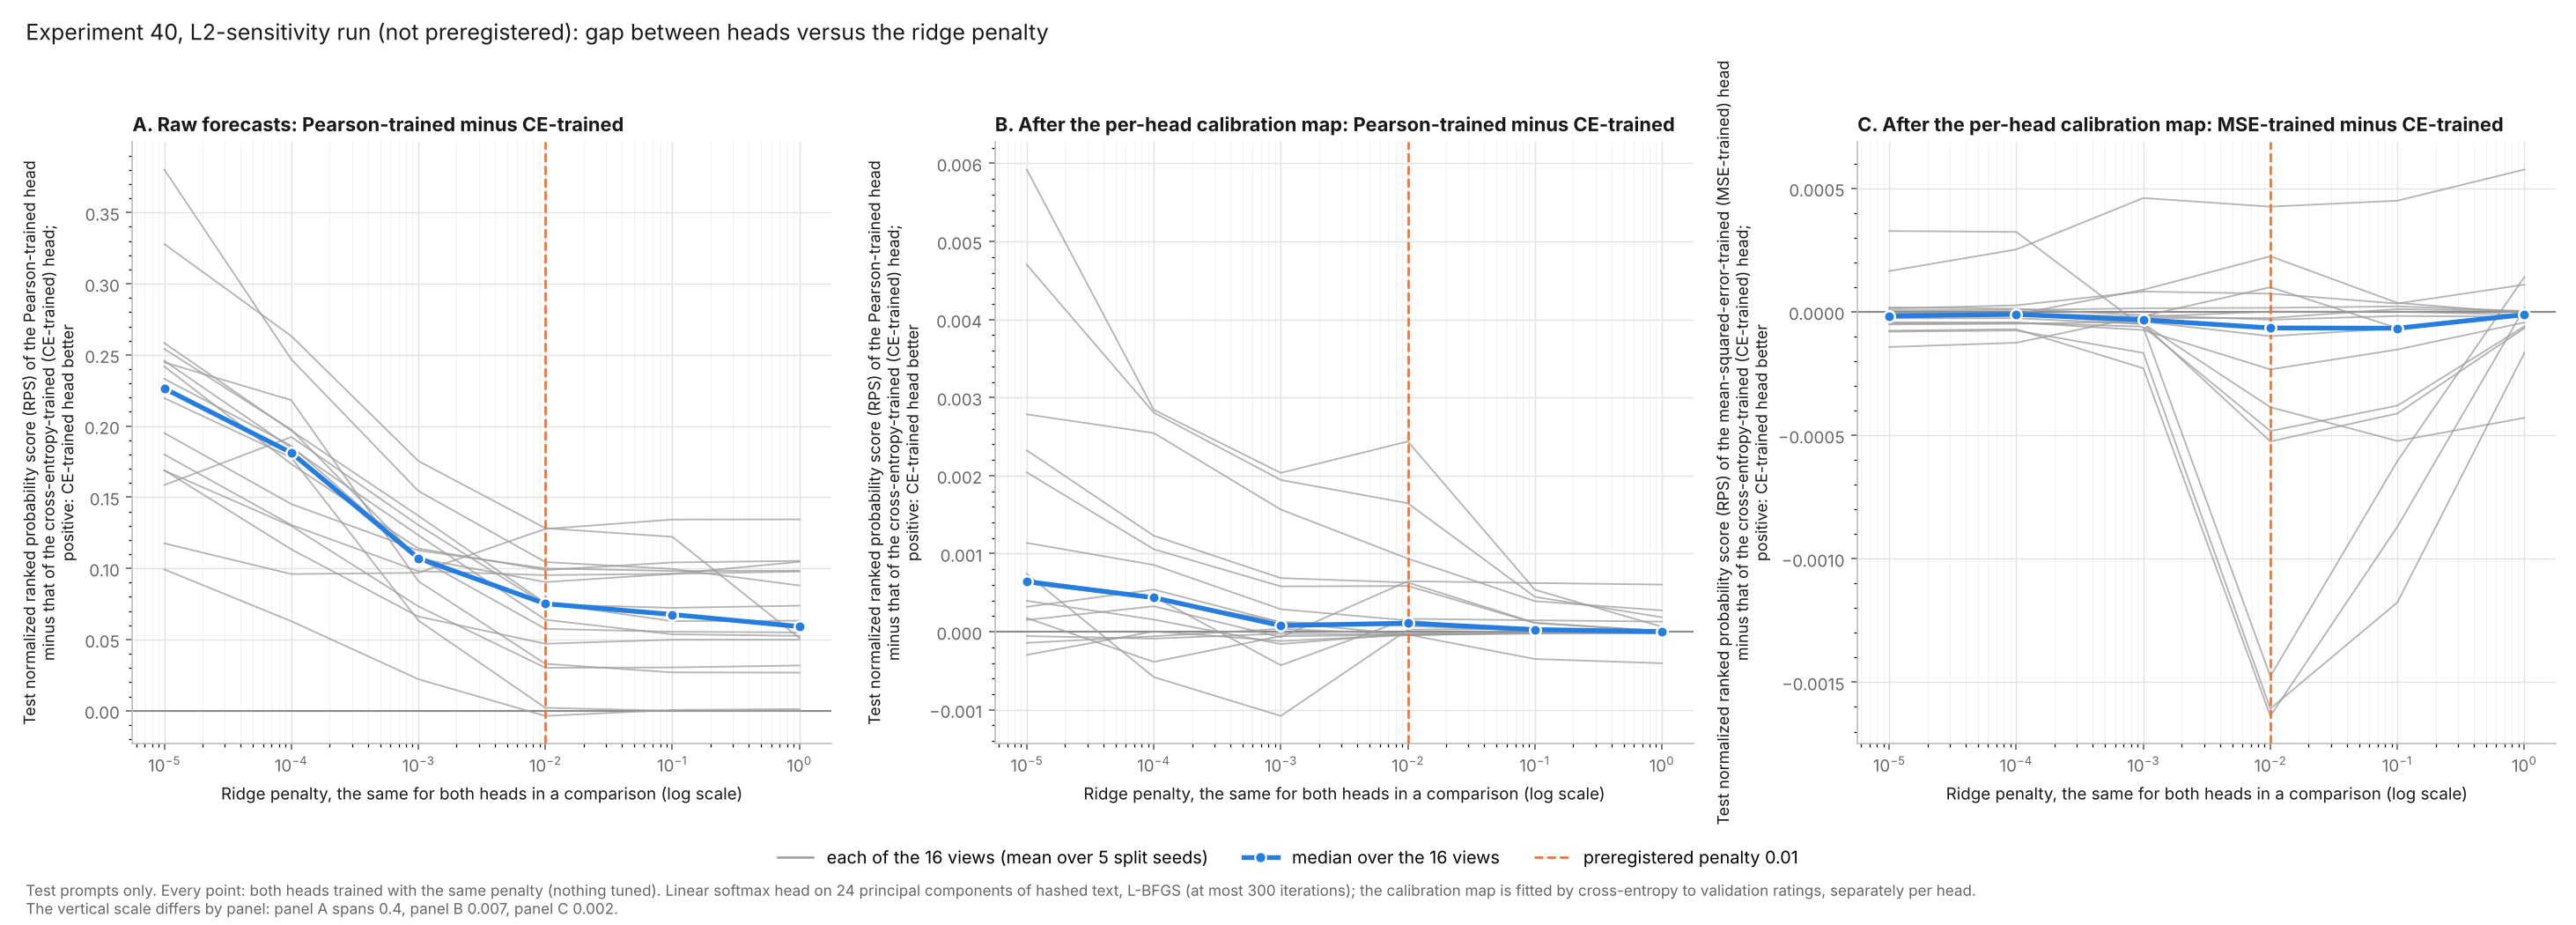 Experiment 40, L2-sensitivity run (not preregistered): gap between heads versus the ridge penalty
A. Raw forecasts: Pearson-trained minus CE-trained
Test normalized ranked probability score (RPS) of the Pearson-trained head
minus that of the cross-entropy-trained (CE-trained) head;
positive: CE-trained head better
0.35
0.30
0.25
0.20
0.15
0.10
0.05
0.00
10⁻⁵
10⁻⁴
10⁻³
10⁻²
10⁻¹
10⁰
Ridge penalty, the same for both heads in a comparison (log scale)
B. After the per-head calibration map: Pearson-trained minus CE-trained
Test normalized ranked probability score (RPS) of the Pearson-trained head
minus that of the cross-entropy-trained (CE-trained) head;
positive: CE-trained head better
0.006
0.005
0.004
0.003
0.002
0.001
0.000
−0.001
10⁻⁵
10⁻⁴
10⁻³
10⁻²
10⁻¹
10⁰
Ridge penalty, the same for both heads in a comparison (log scale)
C. After the per-head calibration map: MSE-trained minus CE-trained
Test normalized ranked probability score (RPS) of the mean-squared-error-trained (MSE-trained) head
minus that of the cross-entropy-trained (CE-trained) head;
positive: CE-trained head better
0.0005
0.0000
−0.0005
−0.0010
−0.0015
10⁻⁵
10⁻⁴
10⁻³
10⁻²
10⁻¹
10⁰
Ridge penalty, the same for both heads in a comparison (log scale)
each of the 16 views (mean over 5 split seeds)
median over the 16 views
preregistered penalty 0.01
Test prompts only. Every point: both heads trained with the same penalty (nothing tuned). Linear softmax head on 24 principal components of hashed text, L-BFGS (at most 300 iterations); the calibration map is fitted by cross-entropy to validation ratings, separately per head.
The vertical scale differs by panel: panel A spans 0.4, panel B 0.007, panel C 0.002.